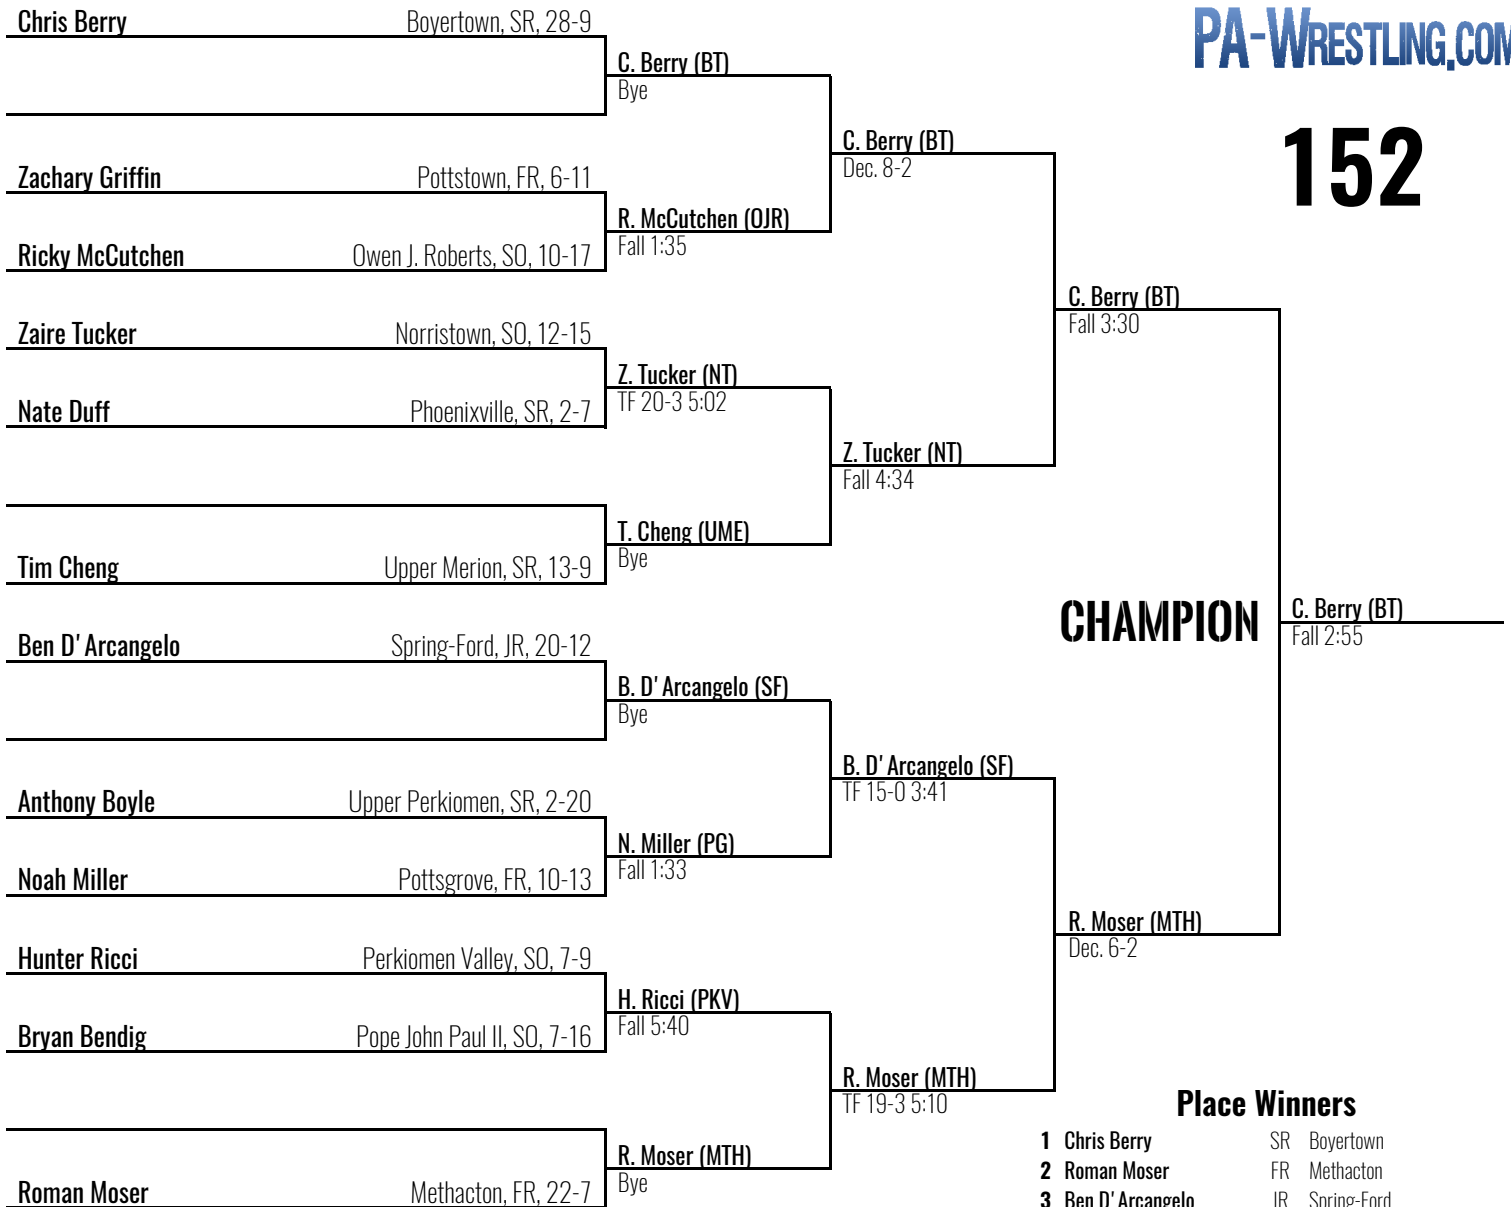 Chris Berry Boyertown, SR, 28-9
PA-WRESTLING.COM
C. Berry (BT)
Bye
152
C. Berry (BT)
Dec. 8-2
Zachary Griffin Pottstown, FR, 6-11
R. McCutchen (OJR)
Fall 1:35
Ricky McCutchen Owen J. Roberts, SO, 10-17
C. Berry (BT)
Fall 3:30
Zaire Tucker Norristown, SO, 12-15
Z. Tucker (NT)
TF 20-3 5:02
Nate Duff Phoenixville, SR, 2-7
Z. Tucker (NT)
Fall 4:34
T. Cheng (UME)
Bye
Tim Cheng Upper Merion, SR, 13-9
CHAMPION
C. Berry (BT)
Fall 2:55
Ben D'Arcangelo Spring-Ford, JR, 20-12
B. D'Arcangelo (SF)
Bye
B. D'Arcangelo (SF)
TF 15-0 3:41
Anthony Boyle Upper Perkiomen, SR, 2-20
N. Miller (PG)
Fall 1:33
Noah Miller Pottsgrove, FR, 10-13
R. Moser (MTH)
Dec. 6-2
Hunter Ricci Perkiomen Valley, SO, 7-9
H. Ricci (PKV)
Fall 5:40
Bryan Bendig Pope John Paul II, SO, 7-16
R. Moser (MTH)
TF 19-3 5:10
R. Moser (MTH)
Bye
Roman Moser Methacton, FR, 22-7
Place Winners
1 Chris Berry SR Boyertown
2 Roman Moser FR Methacton
3 Ben D'Arcangelo JR Spring-Ford